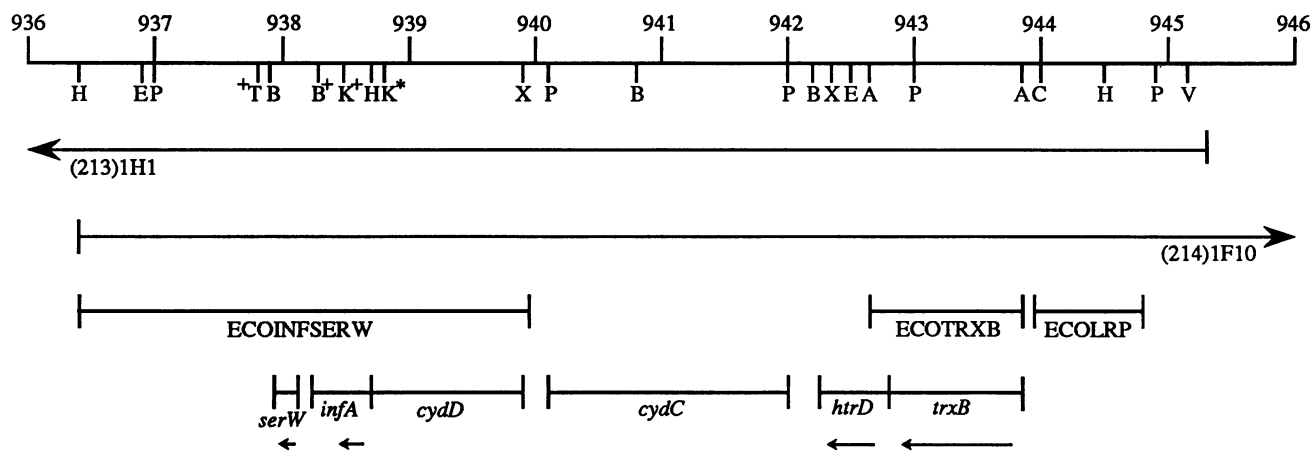 936 937 938 939 940 941 942 943 944 945 946
H E P +T B B+ K+ H K* X P B P B X E A P A C H P V
(213)1H1
(214)1F10
ECOINFSERW ECOTRXB ECOLRP
serW infA cydD cydC htrD trxB